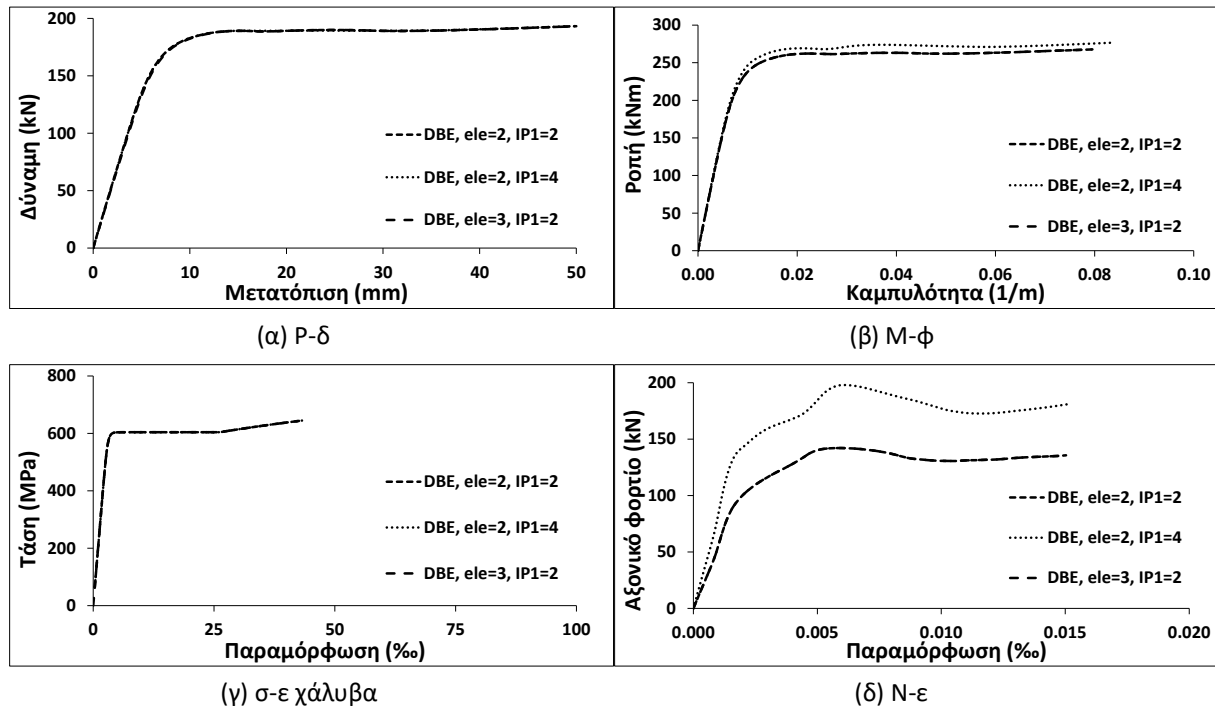 200
150
100
50
0
Δύναμη (kN)
DBE, ele=2, IP1=2
DBE, ele=2, IP1=4
DBE, ele=3, IP1=2
0 10 20 30 40 50
Μετατόπιση (mm)
(α) P-δ
300
250
200
150
100
50
0
Ροπή (kNm)
DBE, ele=2, IP1=2
DBE, ele=2, IP1=4
DBE, ele=3, IP1=2
0.00 0.02 0.04 0.06 0.08 0.10
Καμπυλότητα (1/m)
(β) Μ-φ
800
600
400
200
0
Τάση (MPa)
DBE, ele=2, IP1=2
DBE, ele=2, IP1=4
DBE, ele=3, IP1=2
0 25 50 75 100
Παραμόρφωση (‰)
(γ) σ-ε χάλυβα
200
150
100
50
0
Αξονικό φορτίο (kN)
DBE, ele=2, IP1=2
DBE, ele=2, IP1=4
DBE, ele=3, IP1=2
0.000 0.005 0.010 0.015 0.020
Παραμόρφωση (‰)
(δ) Ν-ε